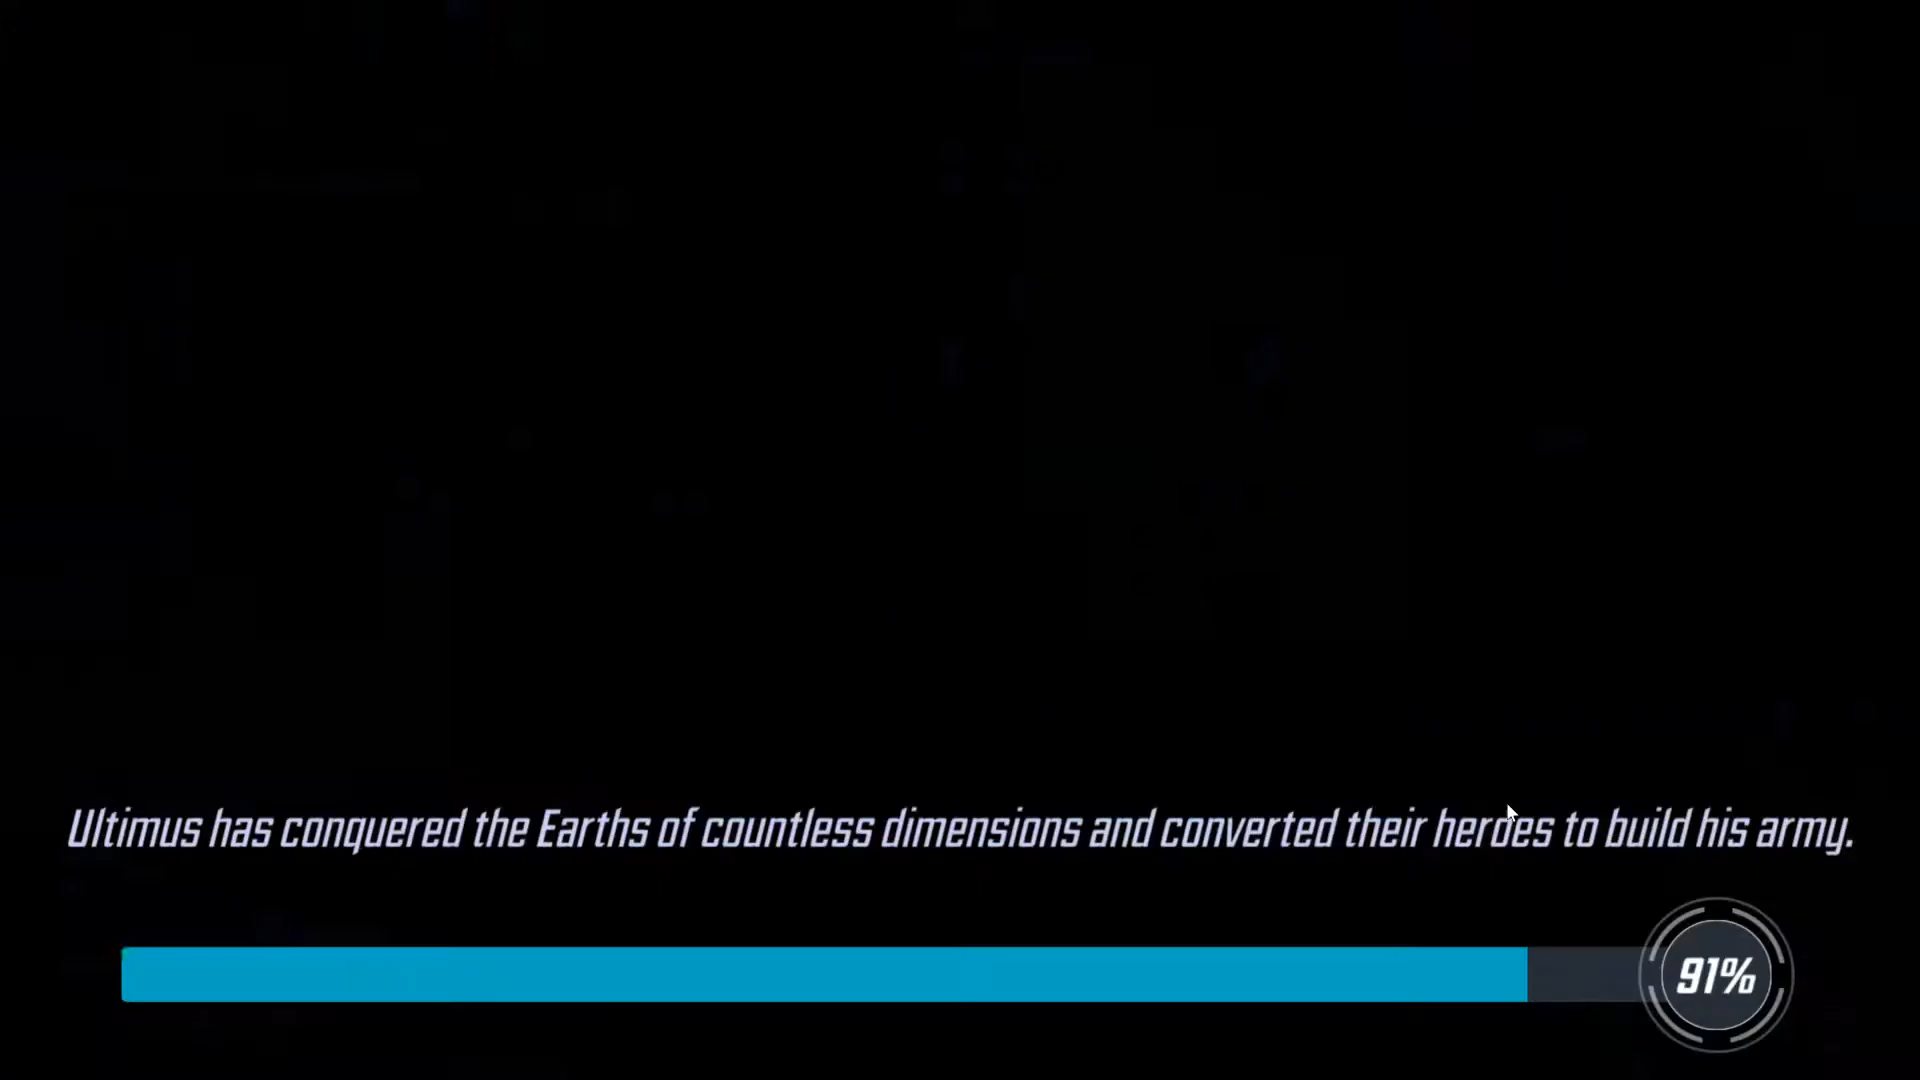 Ultimus has conquered the Earths of countless dimensions and converted their heroes to build his army.
91%